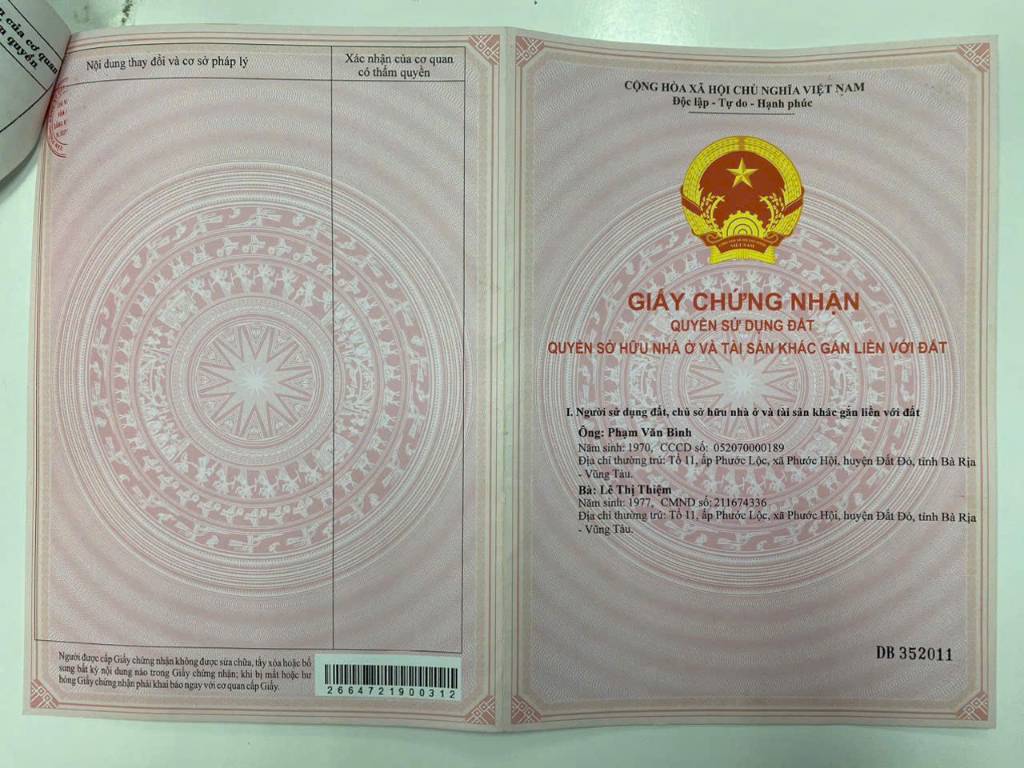 n của cơ quan
m quyền
Nội dung thay đổi và cơ sở pháp lý
Xác nhận của cơ quan
có thẩm quyền
Người được cấp Giấy chứng nhận không được sửa chữa, tẩy xóa hoặc bổ
sung bất kỳ nội dung nào trong Giấy chứng nhận; khi bị mất hoặc hư
hỏng Giấy chứng nhận phải khai báo ngay với cơ quan cấp Giấy.
2664721900312
CỘNG HÒA XÃ HỘI CHỦ NGHĨA VIỆT NAM
Độc lập - Tự do - Hạnh phúc
VIỆT NAM
GIẤY CHỨNG NHẬN
QUYỀN SỬ DỤNG ĐẤT
QUYỀN SỞ HỮU NHÀ Ở VÀ TÀI SẢN KHÁC GẮN LIỀN VỚI ĐẤT
I. Người sử dụng đất, chủ sở hữu nhà ở và tài sản khác gắn liền với đất
Ông: Phạm Văn Bình
Năm sinh: 1970, CCCD số: 052070000189
Địa chỉ thường trú: Tổ 11, ấp Phước Lộc, xã Phước Hội, huyện Đất Đỏ, tỉnh Bà Rịa
- Vũng Tàu.
Bà: Lê Thị Thiệm
Năm sinh: 1977, CMND số: 211674336
Địa chỉ thường trú: Tổ 11, ấp Phước Lộc, xã Phước Hội, huyện Đất Đỏ, tỉnh Bà Rịa
- Vũng Tàu.
DB 352011